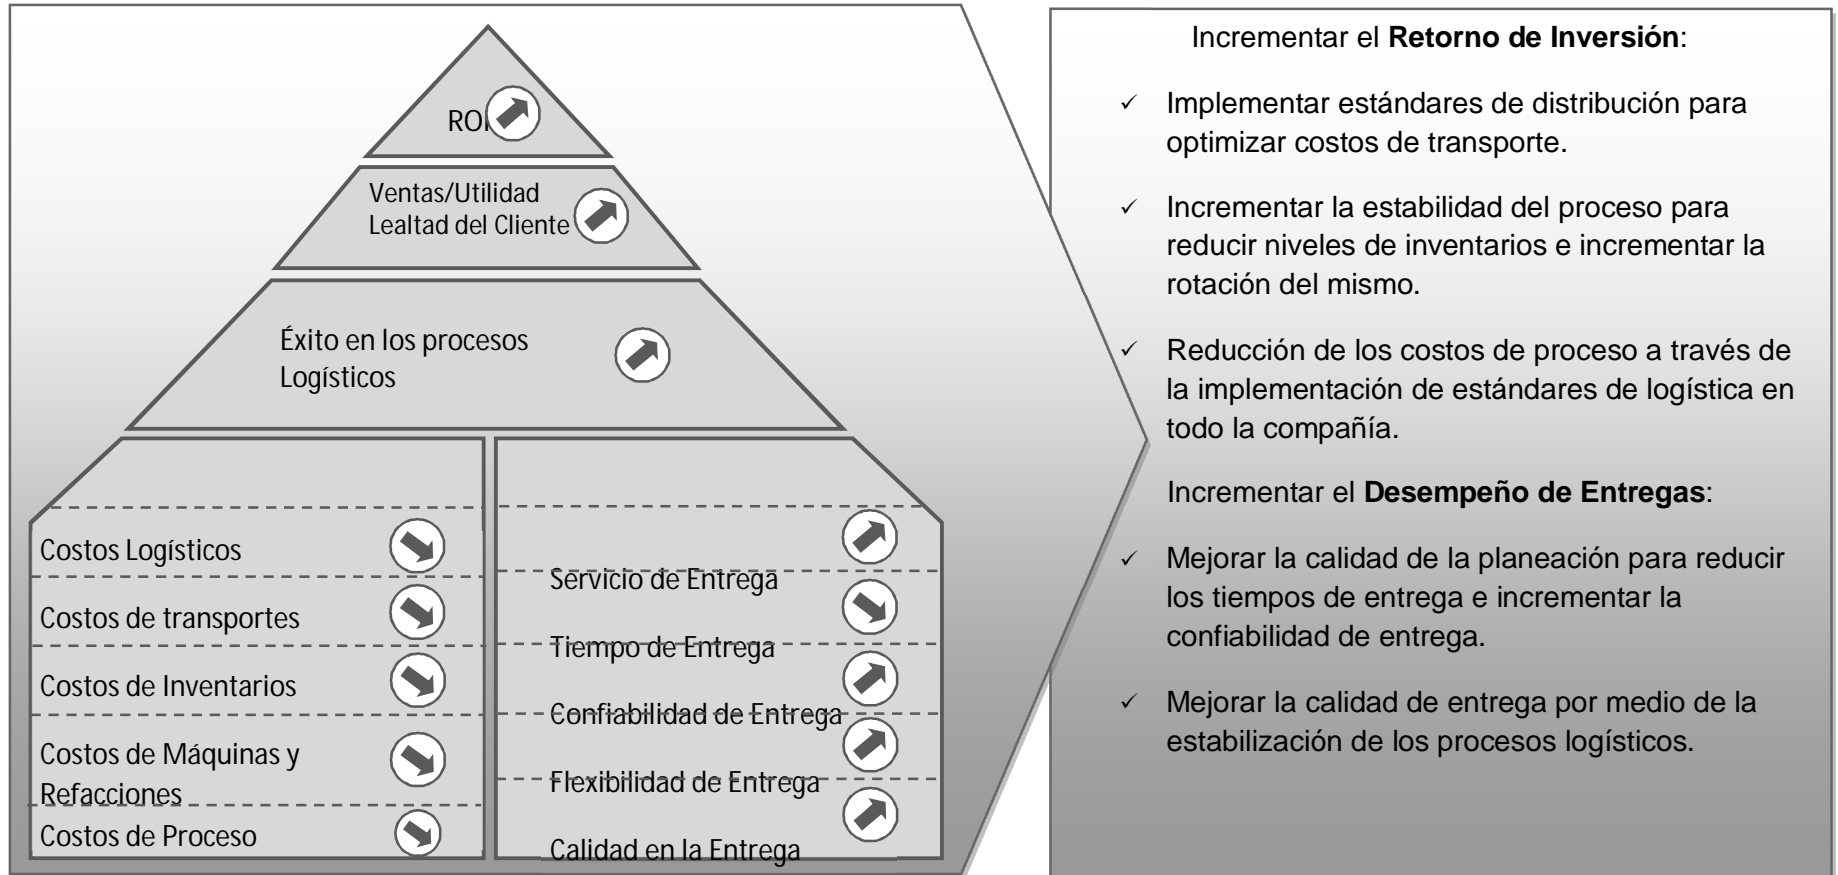 ROI
Ventas/Utilidad
Lealtad del Cliente
Éxito en los procesos
Logísticos
Costos Logísticos
Costos de transportes
Costos de Inventarios
Costos de Máquinas y
Refacciones
Costos de Proceso
Servicio de Entrega
Tiempo de Entrega
Confiabilidad de Entrega
Flexibilidad de Entrega
Calidad en la Entrega
Incrementar el Retorno de Inversión:
✓ Implementar estándares de distribución para
optimizar costos de transporte.
✓ Incrementar la estabilidad del proceso para
reducir niveles de inventarios e incrementar la
rotación del mismo.
✓ Reducción de los costos de proceso a través de
la implementación de estándares de logística en
todo la compañía.
Incrementar el Desempeño de Entregas:
✓ Mejorar la calidad de la planeación para reducir
los tiempos de entrega e incrementar la
confiabilidad de entrega.
✓ Mejorar la calidad de entrega por medio de la
estabilización de los procesos logísticos.